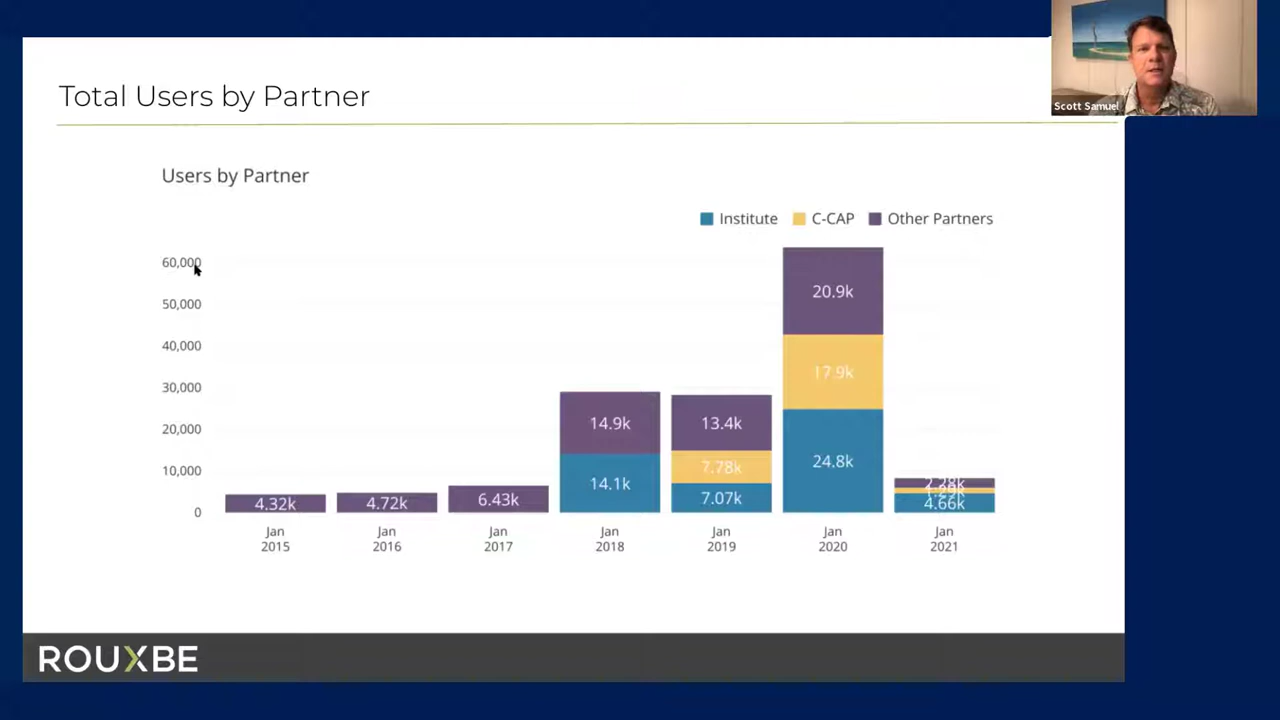 Total Users by Partner
Scott Samuel
Users by Partner
Institute C-CAP Other Partners
60,000
50,000
40,000
30,000
20,000
10,000
0
4.32k
4.72k
6.43k
14.9k
14.1k
13.4k
7.78k
7.07k
20.9k
17.9k
24.8k
2.28k
4.66k
Jan 2015
Jan 2016
Jan 2017
Jan 2018
Jan 2019
Jan 2020
Jan 2021
ROUXBE